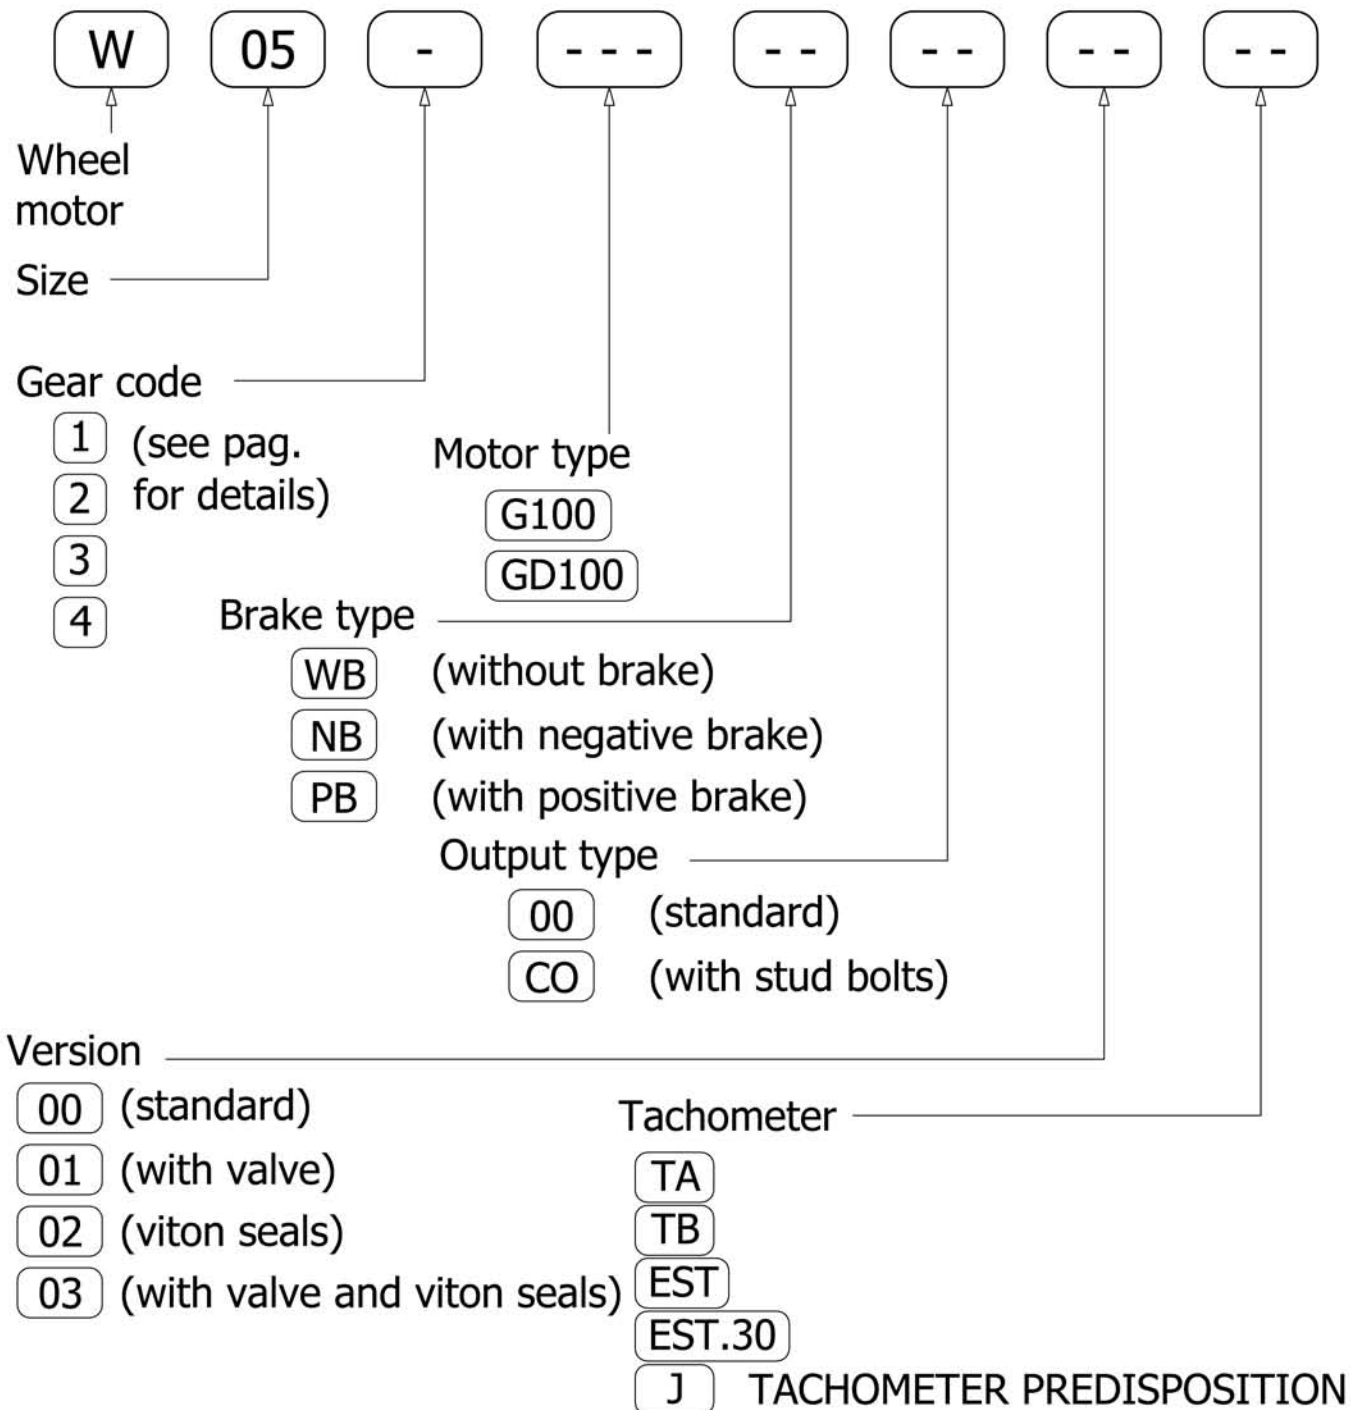 W 05 - - - - - - - - - - - -
Wheel
motor
Size
Gear code
1 (see pag.
2 for details)
3
4
Motor type
G100
GD100
Brake type
WB (without brake)
NB (with negative brake)
PB (with positive brake)
Output type
00 (standard)
CO (with stud bolts)
Version
00 (standard)
01 (with valve)
02 (viton seals)
03 (with valve and viton seals)
Tachometer
TA
TB
EST
EST.30
J TACHOMETER PREDISPOSITION